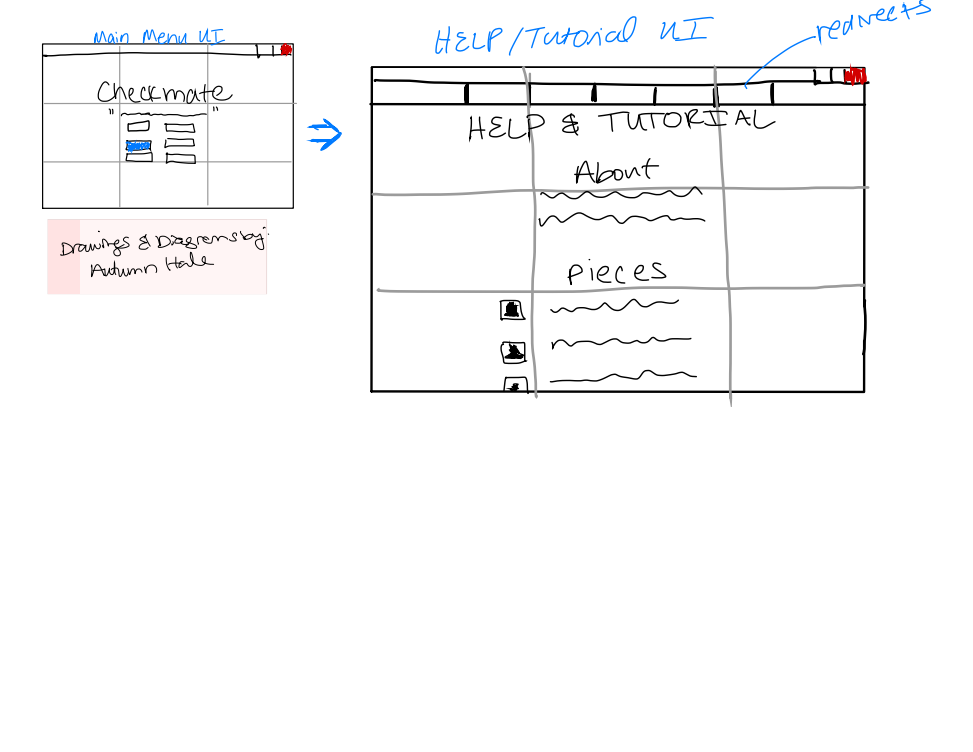 Main Menu UI
Checkmate
" "
Drawings & Diagrams by:
Autumn Hale
HELP/Tutorial UI
redirects
HELP & TUTORIAL
About
Pieces